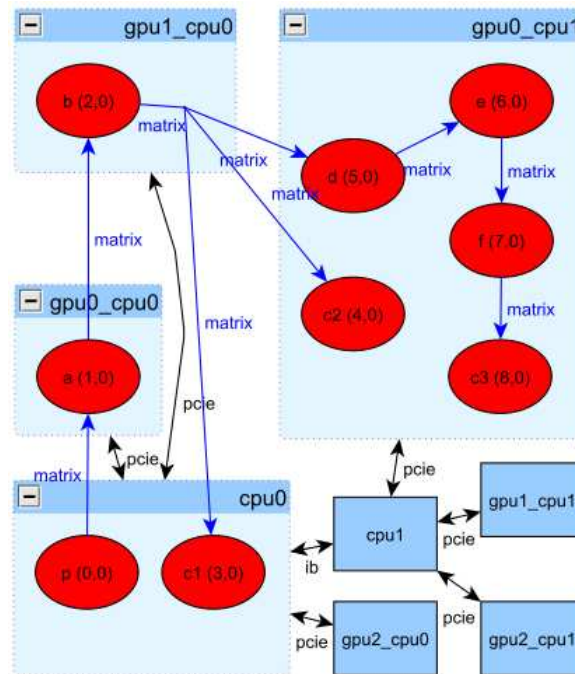 gpu1_cpu0
gpu0_cpu1
b (2,0)
e (6,0)
matrix
matrix
matrix
d (5,0)
matrix
matrix
matrix
f (7,0)
gpu0_cpu0
matrix
c2 (4,0)
matrix
a (1,0)
pcie
c3 (8,0)
pcie
pcie
matrix
cpu0
gpu1_cpu1
cpu1
pcie
p (0,0)
c1 (3,0)
ib
pcie
pcie
gpu2_cpu0
gpu2_cpu1